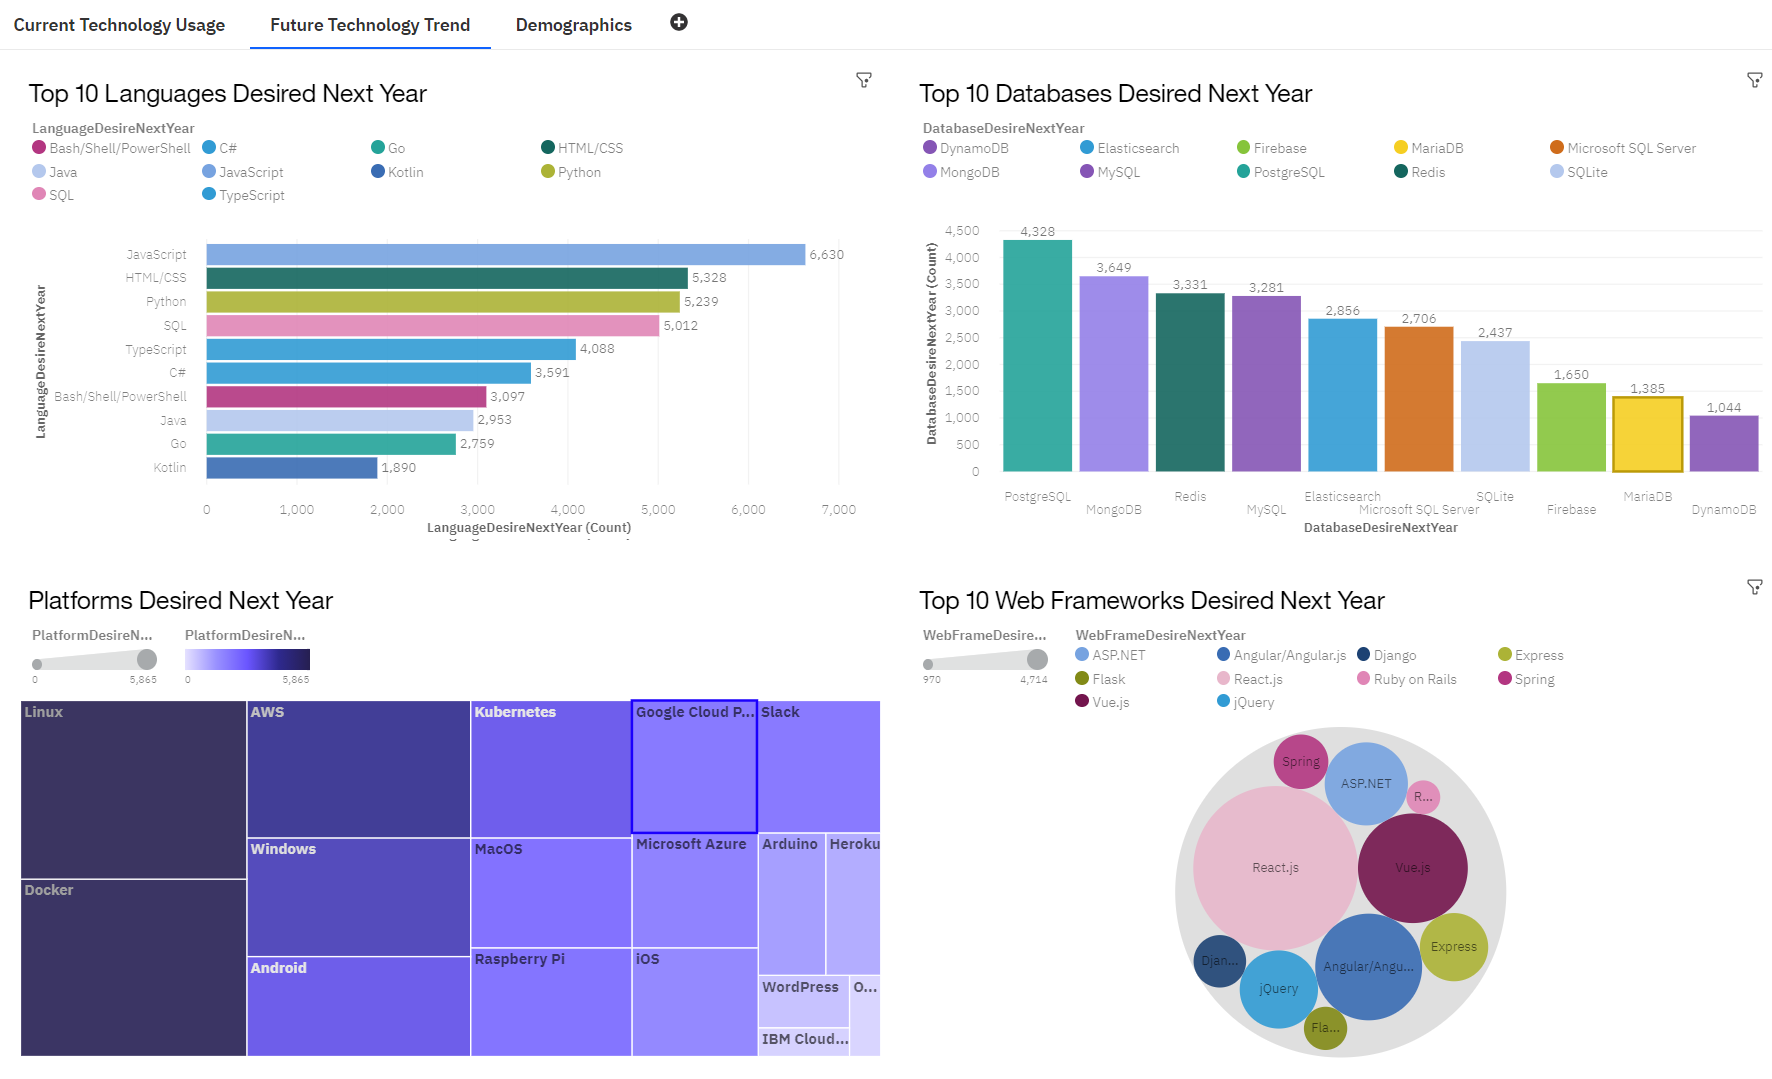 Current Technology Usage
Future Technology Trend
Demographics
Top 10 Languages Desired Next Year
LanguageDesireNextYear
Bash/Shell/PowerShell C# Go HTML/CSS
Java JavaScript Kotlin Python
SQL TypeScript
LanguageDesireNextYear
JavaScript 6,630
HTML/CSS 5,328
Python 5,239
SQL 5,012
TypeScript 4,088
C# 3,591
Bash/Shell/PowerShell 3,097
Java 2,953
Go 2,759
Kotlin 1,890
0 1,000 2,000 3,000 4,000 5,000 6,000 7,000
LanguageDesireNextYear (Count)
Top 10 Databases Desired Next Year
DatabaseDesireNextYear
DynamoDB Elasticsearch Firebase MariaDB Microsoft SQL Server
MongoDB MySQL PostgreSQL Redis SQLite
DatabaseDesireNextYear (Count)
4,500
4,000
3,500
3,000
2,500
2,000
1,500
1,000
500
0
4,328 3,649 3,331 3,281 2,856 2,706 2,437 1,650 1,385 1,044
PostgreSQL MongoDB Redis MySQL Elasticsearch Microsoft SQL Server SQLite Firebase MariaDB DynamoDB
DatabaseDesireNextYear
Platforms Desired Next Year
PlatformDesireN... PlatformDesireN...
0 5,865 0 5,865
Linux
Docker
AWS
Windows
Android
Kubernetes
MacOS
Raspberry Pi
Google Cloud P...
Microsoft Azure
iOS
Slack
Arduino
Heroku
WordPress
O...
IBM Cloud...
Top 10 Web Frameworks Desired Next Year
WebFrameDesire... WebFrameDesireNextYear
970 4,714
ASP.NET Angular/Angular.js Django Express
Flask React.js Ruby on Rails Spring
Vue.js jQuery
Spring
ASP.NET
R...
React.js
Vue.js
Express
Djan...
Angular/Angu...
jQuery
Fla...